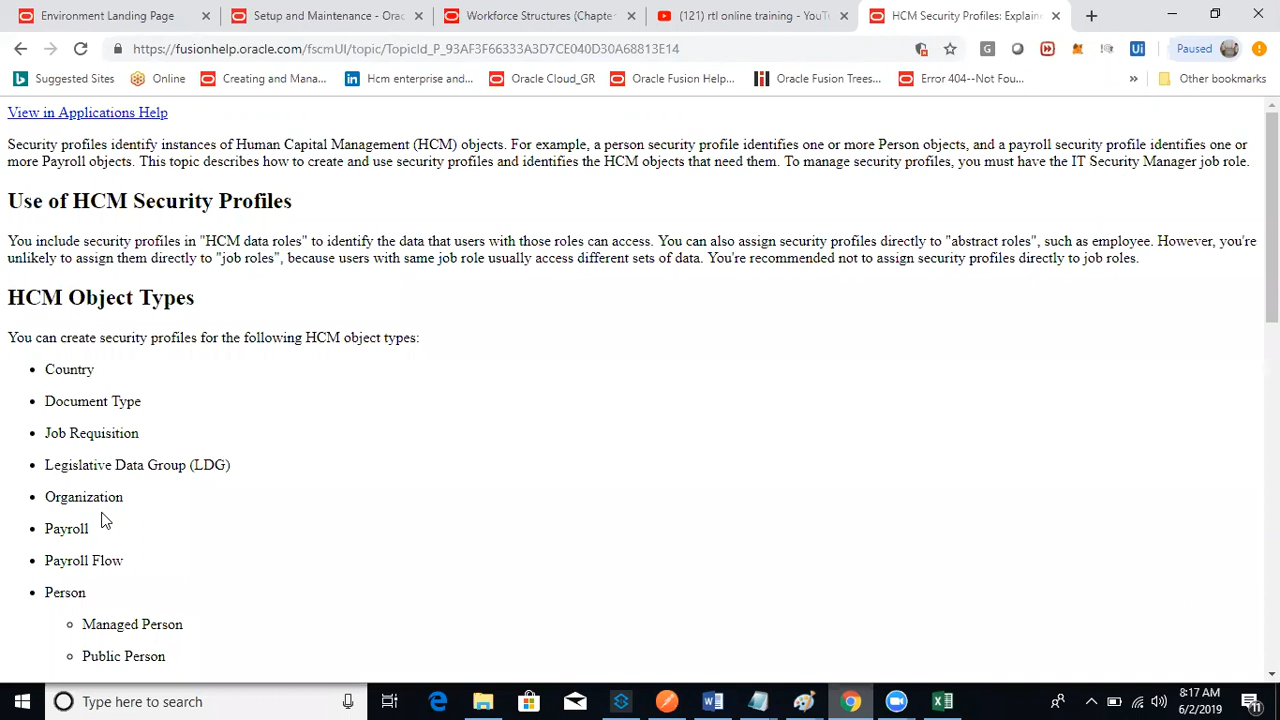 Environment Landing Page
Setup and Maintenance - Orac
Workforce Structures (Chapter
(121) rtl online training - YouTu
HCM Security Profiles: Explain
https://fusionhelp.oracle.com/fscmUI/topic/TopicId_P_93AF3F66333A3D7CE040D30A68813E14
Paused
Suggested Sites
Online
Creating and Mana...
Hcm enterprise and...
Oracle Cloud_GR
Oracle Fusion Help...
Oracle Fusion Trees...
Error 404--Not Fou...
Other bookmarks
View in Applications Help
Security profiles identify instances of Human Capital Management (HCM) objects. For example, a person security profile identifies one or more Person objects, and a payroll security profile identifies one or
more Payroll objects. This topic describes how to create and use security profiles and identifies the HCM objects that need them. To manage security profiles, you must have the IT Security Manager job role.
Use of HCM Security Profiles
You include security profiles in "HCM data roles" to identify the data that users with those roles can access. You can also assign security profiles directly to "abstract roles", such as employee. However, you're
unlikely to assign them directly to "job roles", because users with same job role usually access different sets of data. You're recommended not to assign security profiles directly to job roles.
HCM Object Types
You can create security profiles for the following HCM object types:
• Country
• Document Type
• Job Requisition
• Legislative Data Group (LDG)
• Organization
• Payroll
• Payroll Flow
• Person
◦ Managed Person
◦ Public Person
Type here to search
8:17 AM
6/2/2019